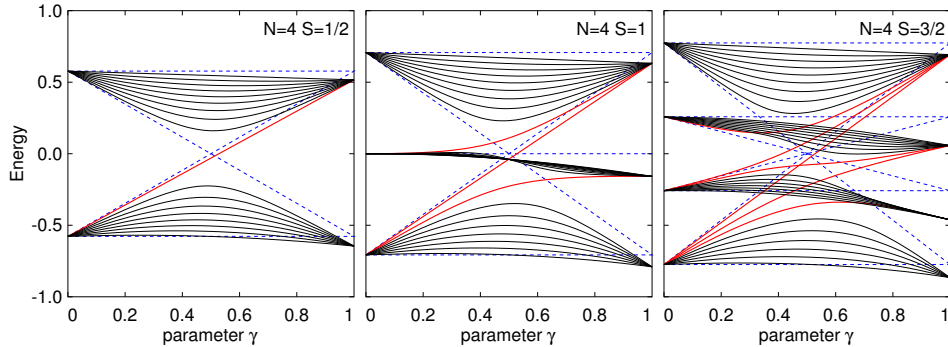 N=4 S=1/2
N=4 S=1
N=4 S=3/2
1.0
0.5
0.0
-0.5
-1.0
Energy
0 0.2 0.4 0.6 0.8 1
0 0.2 0.4 0.6 0.8 1
0 0.2 0.4 0.6 0.8 1
parameter γ
parameter γ
parameter γ